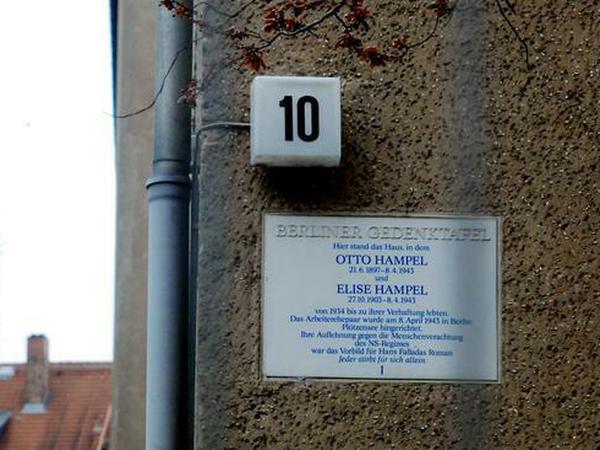 10
BERLINER GEDENKTAFEL
Hier stand das Haus, in dem
OTTO HAMPEL
21. 6. 1897–8. 4. 1943
und
ELISE HAMPEL
27. 10. 1903–8. 4. 1943
von 1934 bis zu ihrer Verhaftung lebten.
Das Arbeiterehepaar wurde am 8. April 1943 in Berlin-
Plötzensee hingerichtet.
Ihre Auflehnung gegen die Menschenverachtung
des NS-Regimes
war das Vorbild für Hans Falladas Roman
Jeder stirbt für sich allein